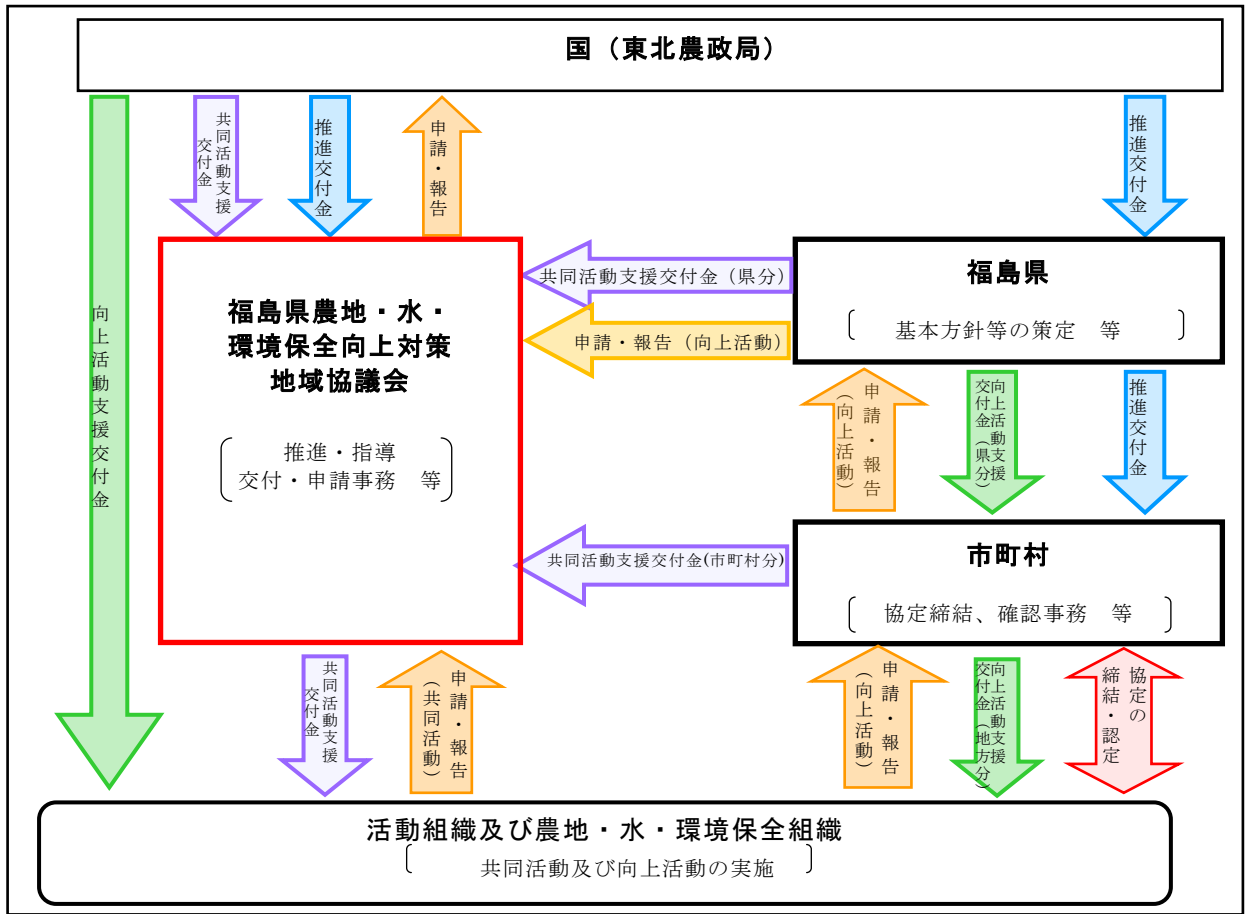 国（東北農政局）
共同活動支援
交付金
推進交付金
申請・報告
推進交付金
向上活動支援交付金
福島県農地・水・
環境保全向上対策
地域協議会
推進・指導
交付・申請事務　等
共同活動支援交付金（県分）
申請・報告（向上活動）
福島県
基本方針等の策定　等
申請・報告
（向上活動）
向上活動支援
交付金（県分）
推進交付金
共同活動支援交付金(市町村分)
市町村
協定締結、確認事務　等
共同活動支援
交付金
申請・報告
（共同活動）
申請・報告
（向上活動）
向上活動支援
交付金（地方分）
協定の
締結・認定
活動組織及び農地・水・環境保全組織
共同活動及び向上活動の実施